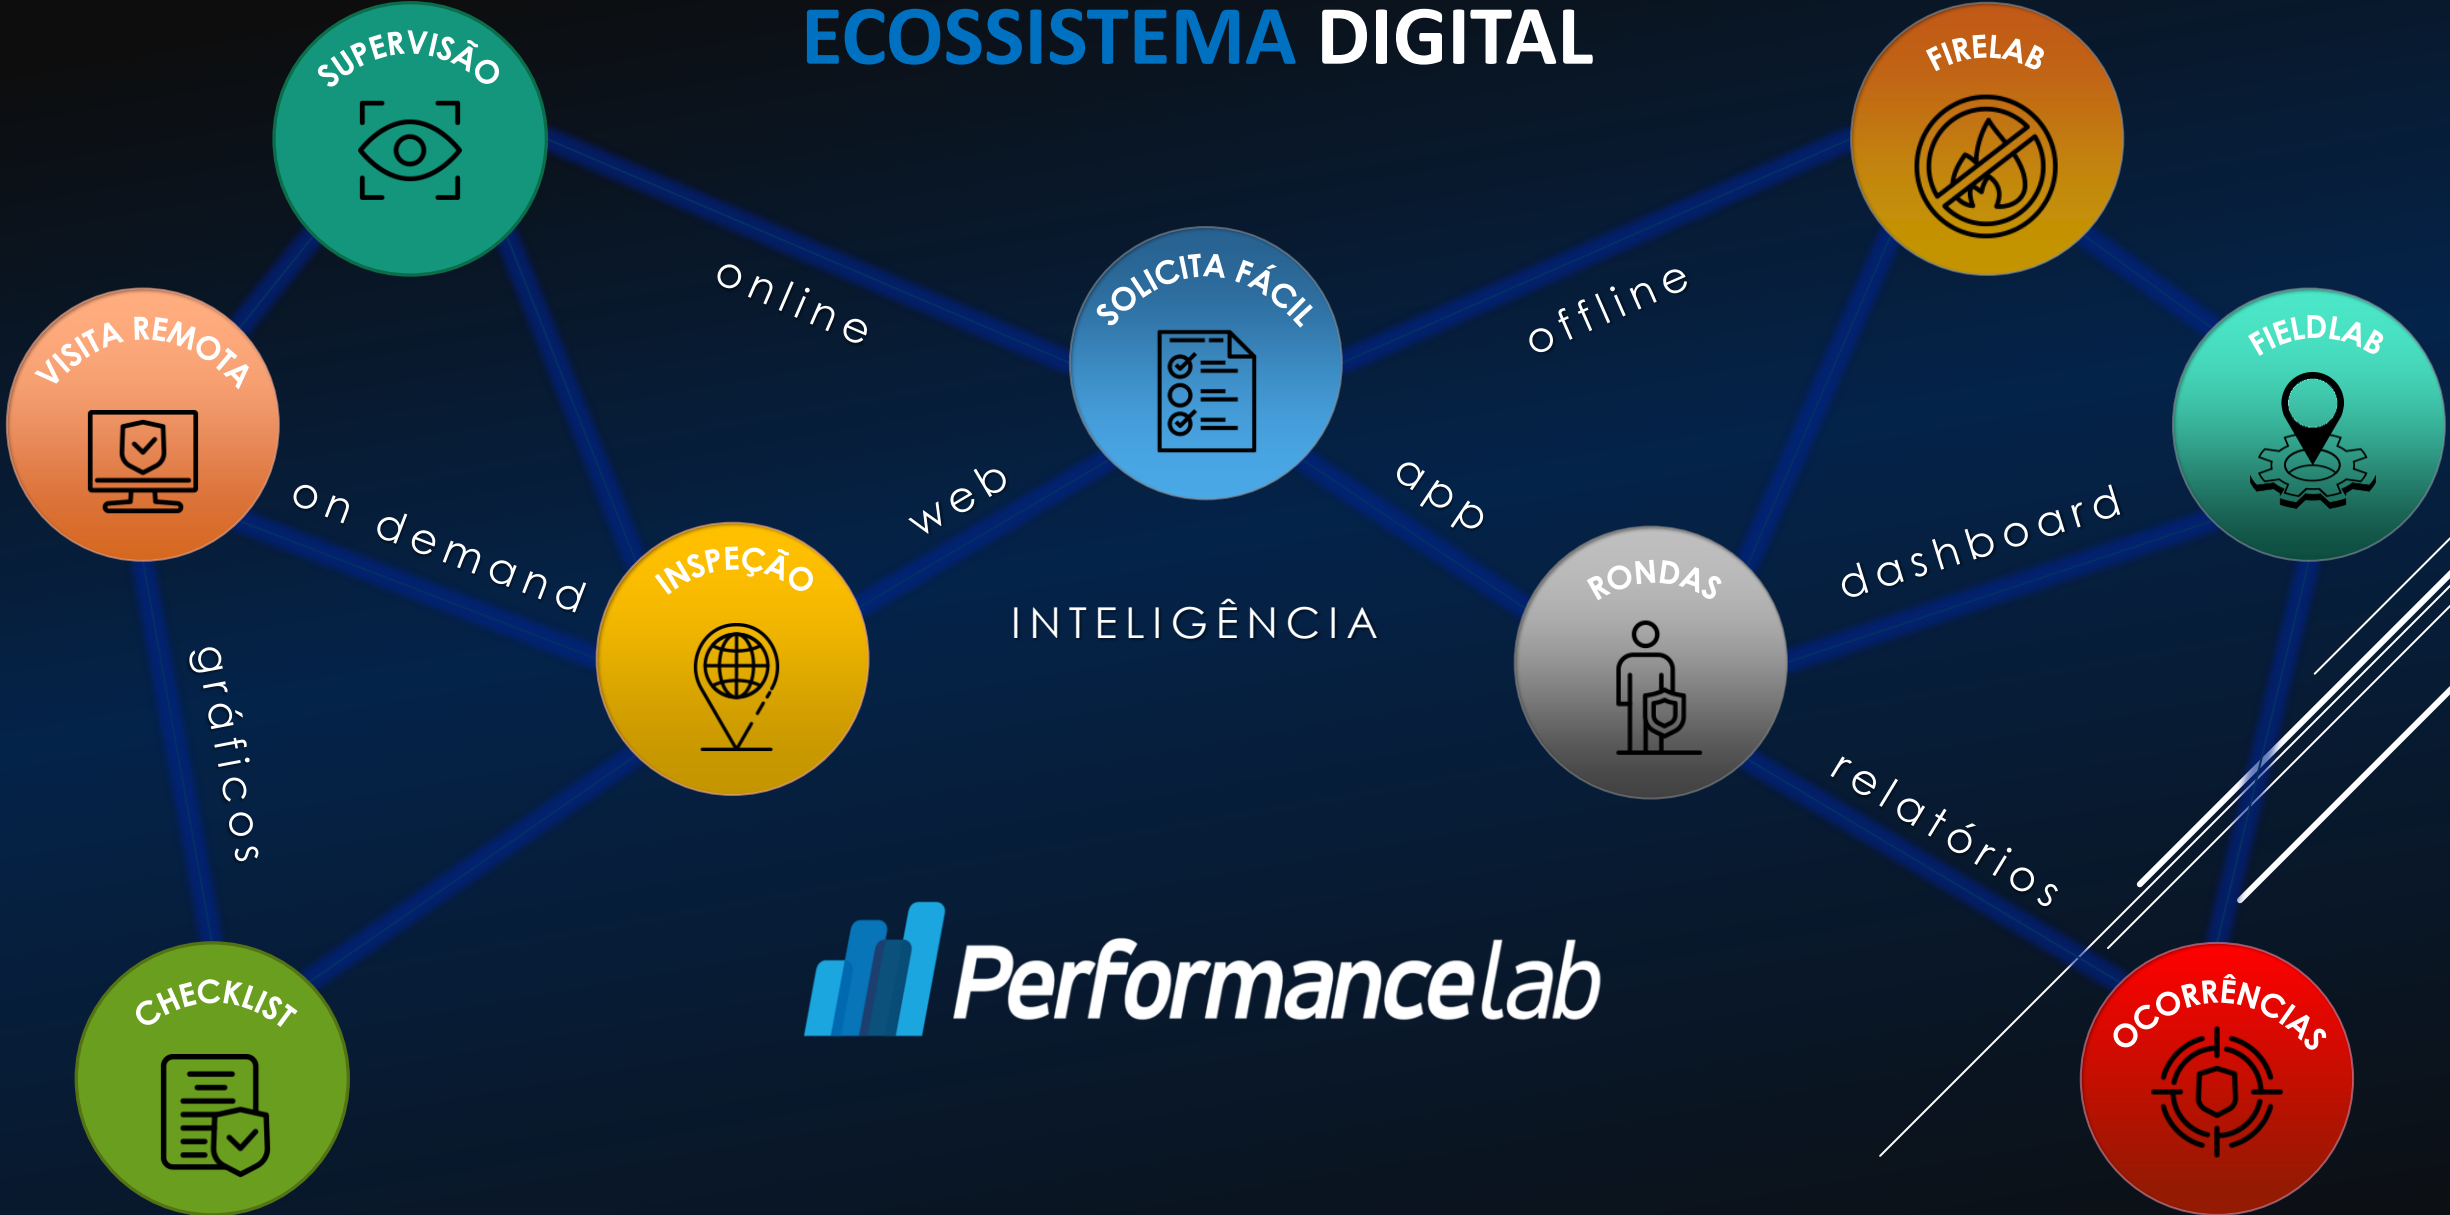 ECOSSISTEMA DIGITAL
SUPERVISÃO
FIRELAB
online
SOLICITA FÁCIL
offline
VISITA REMOTA
FIELDLAB
on demand
web
app
dashboard
INSPEÇÃO
INTELIGÊNCIA
RONDAS
gráficos
relatórios
Performancelab
CHECKLIST
OCORRÊNCIAS